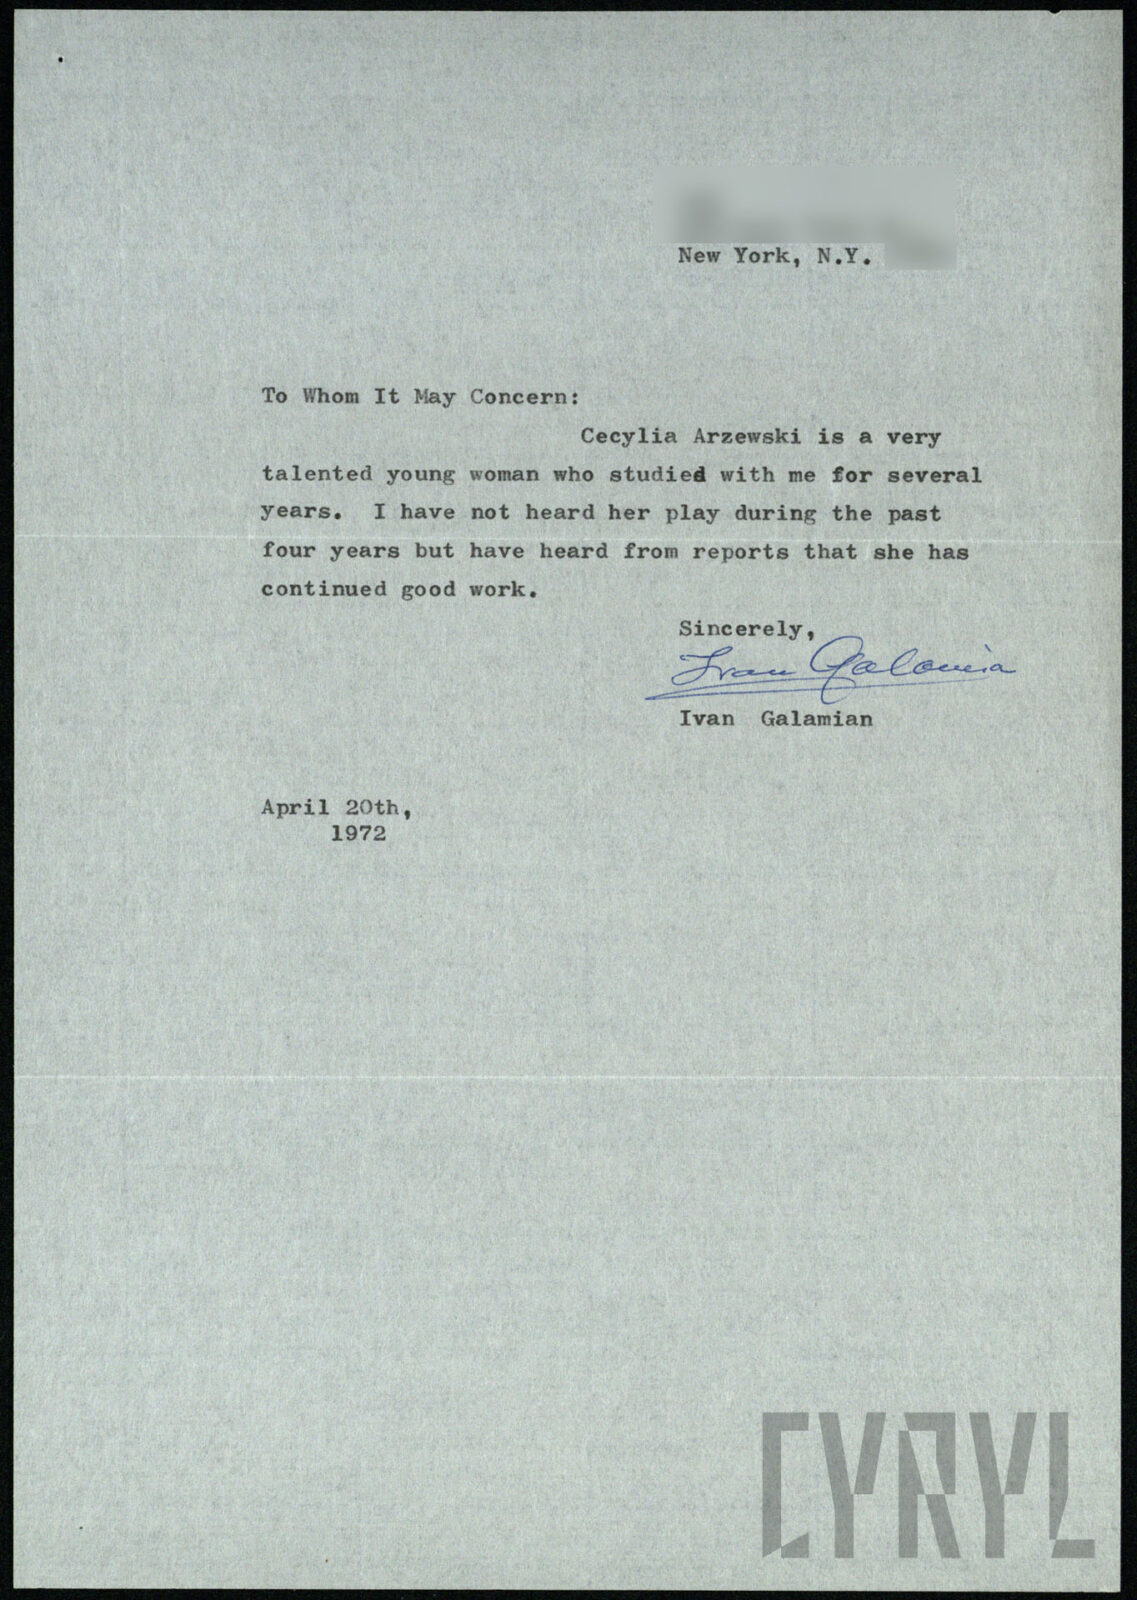 New York, N.Y.
To Whom It May Concern:
Cecylia Arzewski is a very
talented young woman who studied with me for several
years. I have not heard her play during the past
four years but have heard from reports that she has
continued good work.
Sincerely,
Ivan Galamian
Ivan Galamian
April 20th,
1972
CYRYL